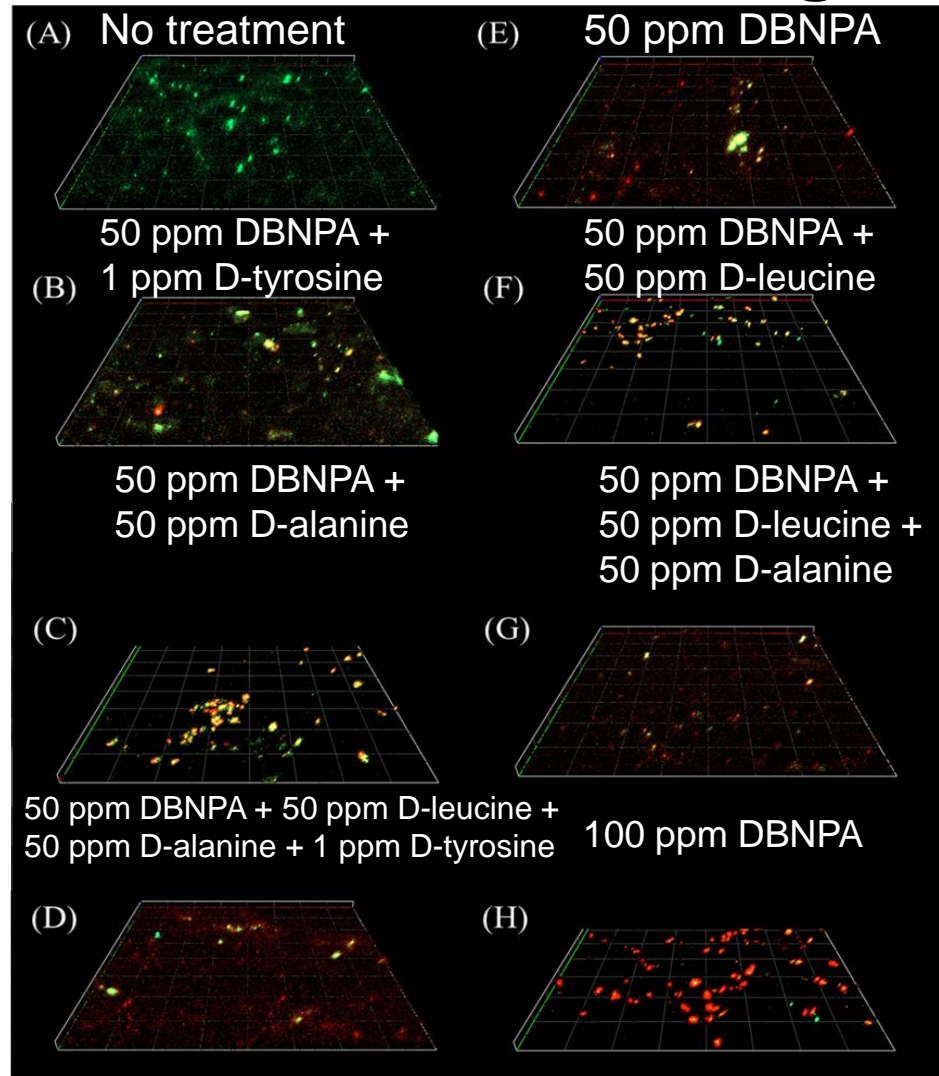 (A) No treatment
(E) 50 ppm DBNPA
50 ppm DBNPA +
1 ppm D-tyrosine
(B)
50 ppm DBNPA +
50 ppm D-leucine
(F)
50 ppm DBNPA +
50 ppm D-alanine
50 ppm DBNPA +
50 ppm D-leucine +
50 ppm D-alanine
(C)
(G)
50 ppm DBNPA + 50 ppm D-leucine +
50 ppm D-alanine + 1 ppm D-tyrosine
100 ppm DBNPA
(D)
(H)